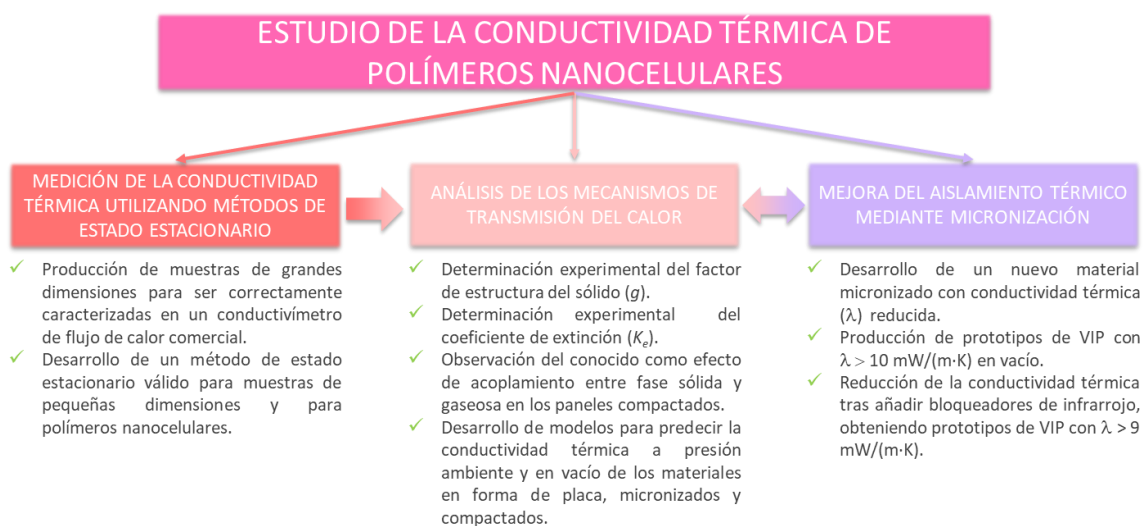 ESTUDIO DE LA CONDUCTIVIDAD TÉRMICA DE
POLÍMEROS NANOCELULARES
MEDICIÓN DE LA CONDUCTIVIDAD
TÉRMICA UTILIZANDO MÉTODOS DE
ESTADO ESTACIONARIO
✓ Producción de muestras de grandes
dimensiones para ser correctamente
caracterizadas en un conductivímetro
de flujo de calor comercial.
✓ Desarrollo de un método de estado
estacionario válido para muestras de
pequeñas dimensiones y para
polímeros nanocelulares.
ANÁLISIS DE LOS MECANISMOS DE
TRANSMISIÓN DEL CALOR
✓ Determinación experimental del factor
de estructura del sólido (g).
✓ Determinación experimental del
coeficiente de extinción (Ke).
✓ Observación del conocido como efecto
de acoplamiento entre fase sólida y
gaseosa en los paneles compactados.
✓ Desarrollo de modelos para predecir la
conductividad térmica a presión
ambiente y en vacío de los materiales
en forma de placa, micronizados y
compactados.
MEJORA DEL AISLAMIENTO TÉRMICO
MEDIANTE MICRONIZACIÓN
✓ Desarrollo de un nuevo material
micronizado con conductividad térmica
(λ) reducida.
✓ Producción de prototipos de VIP con
λ > 10 mW/(m·K) en vacío.
✓ Reducción de la conductividad térmica
tras añadir bloqueadores de infrarrojo,
obteniendo prototipos de VIP con λ > 9
mW/(m·K).